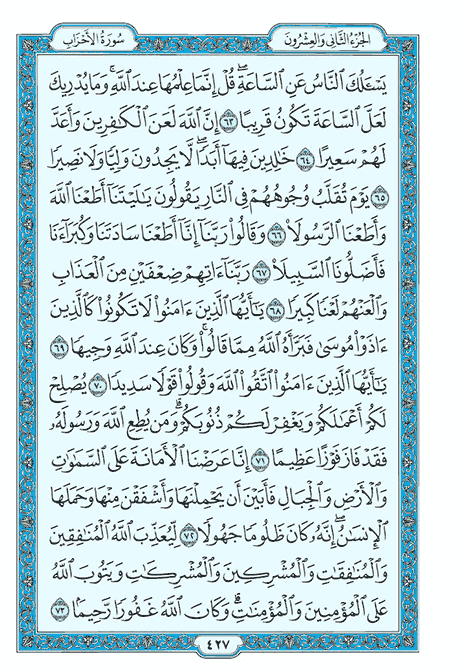 الجزء الثاني والعشرون
سورة الأحزاب
يَسْـَٔلُكَ ٱلنَّاسُ عَنِ ٱلسَّاعَةِۖ قُلْ إِنَّمَا عِلْمُهَا عِندَ ٱللَّهِۚ وَمَا يُدْرِيكَ
لَعَلَّ ٱلسَّاعَةَ تَكُونُ قَرِيبًا ٦٣ إِنَّ ٱللَّهَ لَعَنَ ٱلْكَـٰفِرِينَ وَأَعَدَّ
لَهُمْ سَعِيرًا ٦٤ خَـٰلِدِينَ فِيهَآ أَبَدًاۖ لَّا يَجِدُونَ وَلِيًّا وَلَا نَصِيرًا
٦٥ يَوْمَ تُقَلَّبُ وُجُوهُهُمْ فِى ٱلنَّارِ يَقُولُونَ يَـٰلَيْتَنَآ أَطَعْنَا ٱللَّهَ
وَأَطَعْنَا ٱلرَّسُولَا۠ ٦٦ وَقَالُوا۟ رَبَّنَآ إِنَّآ أَطَعْنَا سَادَتَنَا وَكُبَرَآءَنَا
فَأَضَلُّونَا ٱلسَّبِيلَا۠ ٦٧ رَبَّنَآ ءَاتِهِمْ ضِعْفَيْنِ مِنَ ٱلْعَذَابِ
وَٱلْعَنْهُمْ لَعْنًا كَبِيرًا ٦٨ يَـٰٓأَيُّهَا ٱلَّذِينَ ءَامَنُوا۟ لَا تَكُونُوا۟ كَٱلَّذِينَ
ءَاذَوْا۟ مُوسَىٰ فَبَرَّأَهُ ٱللَّهُ مِمَّا قَالُوا۟ۚ وَكَانَ عِندَ ٱللَّهِ وَجِيهًا ٦٩
يَـٰٓأَيُّهَا ٱلَّذِينَ ءَامَنُوا۟ ٱتَّقُوا۟ ٱللَّهَ وَقُولُوا۟ قَوْلًا سَدِيدًا ٧٠ يُصْلِحْ
لَكُمْ أَعْمَـٰلَكُمْ وَيَغْفِرْ لَكُمْ ذُنُوبَكُمْۗ وَمَن يُطِعِ ٱللَّهَ وَرَسُولَهُۥ
فَقَدْ فَازَ فَوْزًا عَظِيمًا ٧١ إِنَّا عَرَضْنَا ٱلْأَمَانَةَ عَلَى ٱلسَّمَـٰوَٰتِ
وَٱلْأَرْضِ وَٱلْجِبَالِ فَأَبَيْنَ أَن يَحْمِلْنَهَا وَأَشْفَقْنَ مِنْهَا وَحَمَلَهَا
ٱلْإِنسَـٰنُۖ إِنَّهُۥ كَانَ ظَلُومًا جَهُولًا ٧٢ لِّيُعَذِّبَ ٱللَّهُ ٱلْمُنَـٰفِقِينَ
وَٱلْمُنَـٰفِقَـٰتِ وَٱلْمُشْرِكِينَ وَٱلْمُشْرِكَـٰتِ وَيَتُوبَ ٱللَّهُ
عَلَى ٱلْمُؤْمِنِينَ وَٱلْمُؤْمِنَـٰتِۗ وَكَانَ ٱللَّهُ غَفُورًا رَّحِيمًۢا ٧٣
٤٢٧